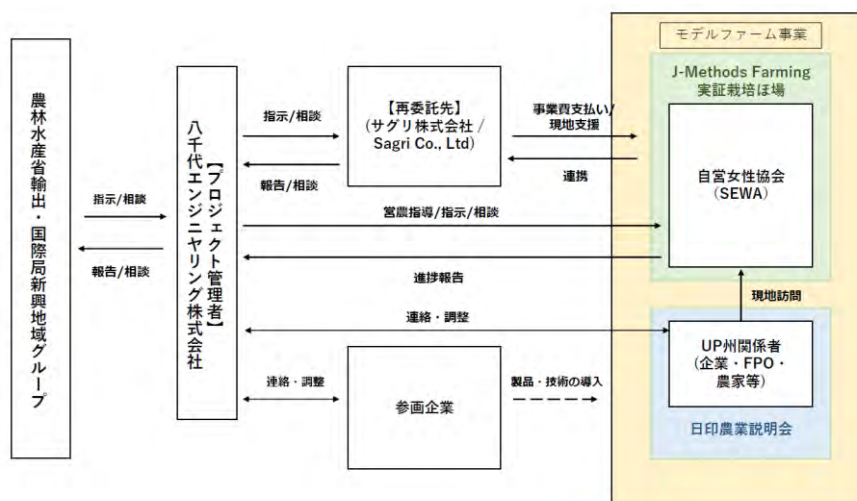 農林水産省輸出・国際局新興地域グループ
指示/相談
報告/相談
【プロジェクト管理者】
八千代エンジニヤリング株式会社
指示/相談
報告/相談
【再委託先】
(サグリ株式会社 /
Sagri Co., Ltd)
事業費支払い/
現地支援
連携
営農指導/指示/相談
進捗報告
連絡・調整
連絡・調整
参画企業
製品・技術の導入
モデルファーム事業
J-Methods Farming
実証栽培ほ場
自営女性協会
(SEWA)
現地訪問
UP州関係者
(企業・FPO・
農家等)
日印農業説明会